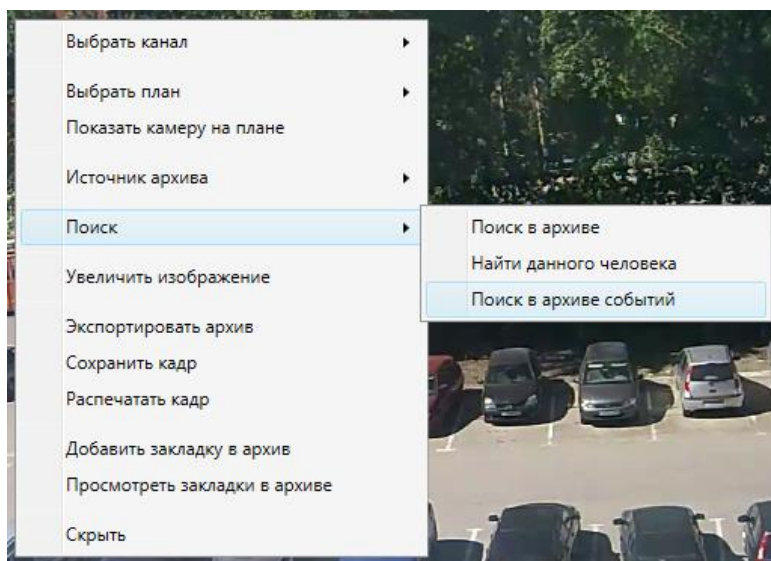 Выбрать канал
Выбрать план
Показать камеру на плане
Источник архива
Поиск
Увеличить изображение
Экспортировать архив
Сохранить кадр
Распечатать кадр
Добавить закладку в архив
Просмотреть закладки в архиве
Скрыть
Поиск в архиве
Найти данного человека
Поиск в архиве событий